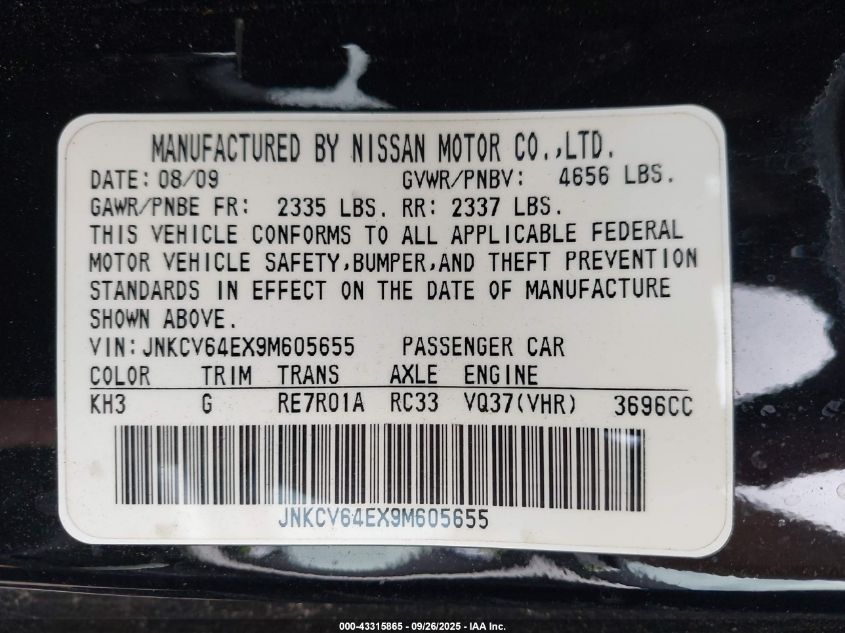 MANUFACTURED BY NISSAN MOTOR CO.,LTD.
DATE: 08/09 GVWR/PNBV: 4656 LBS.
GAWR/PNBE FR: 2335 LBS. RR: 2337 LBS.
THIS VEHICLE CONFORMS TO ALL APPLICABLE FEDERAL
MOTOR VEHICLE SAFETY,BUMPER,AND THEFT PREVENTION
STANDARDS IN EFFECT ON THE DATE OF MANUFACTURE
SHOWN ABOVE.
VIN: JNKCV64EX9M605655 PASSENGER CAR
COLOR TRIM TRANS AXLE ENGINE
KH3 G RE7R01A RC33 VQ37(VHR) 3696CC
JNKCV64EX9M605655
000-43315865 - 09/26/2025 - IAA Inc.